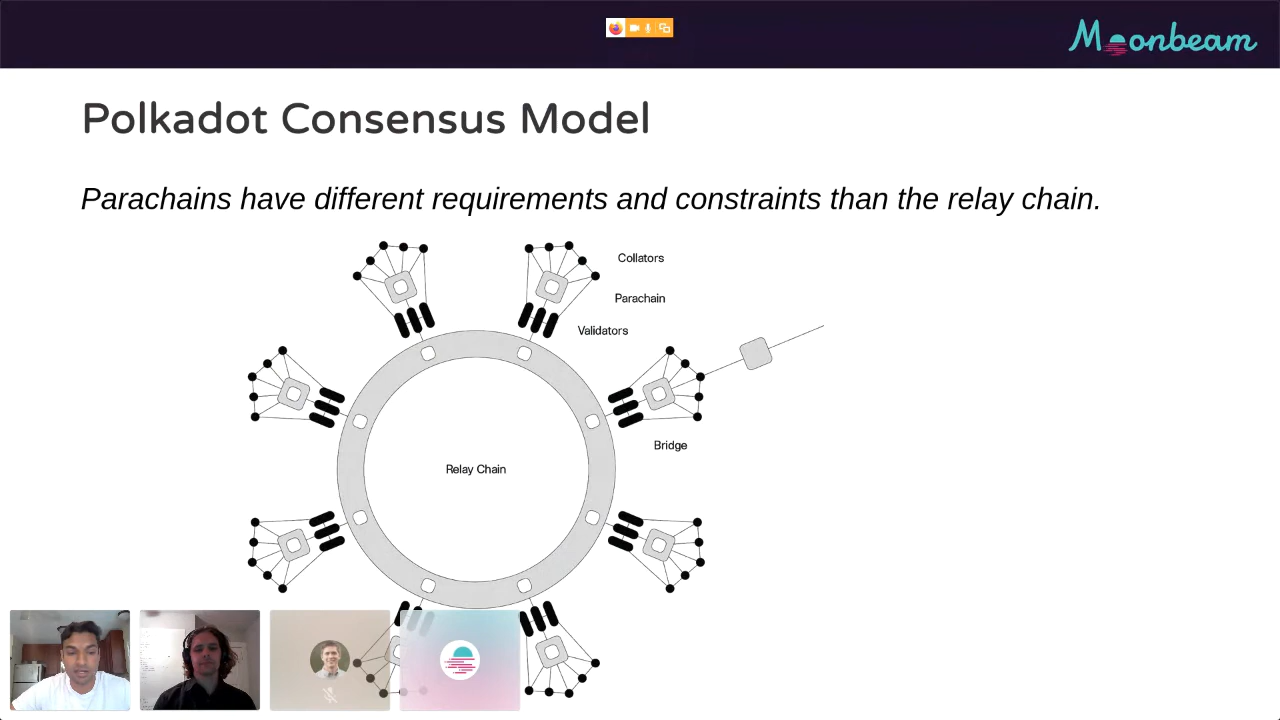 Moonbeam
Polkadot Consensus Model
Parachains have different requirements and constraints than the relay chain.
Collators
Parachain
Validators
Bridge
Relay Chain